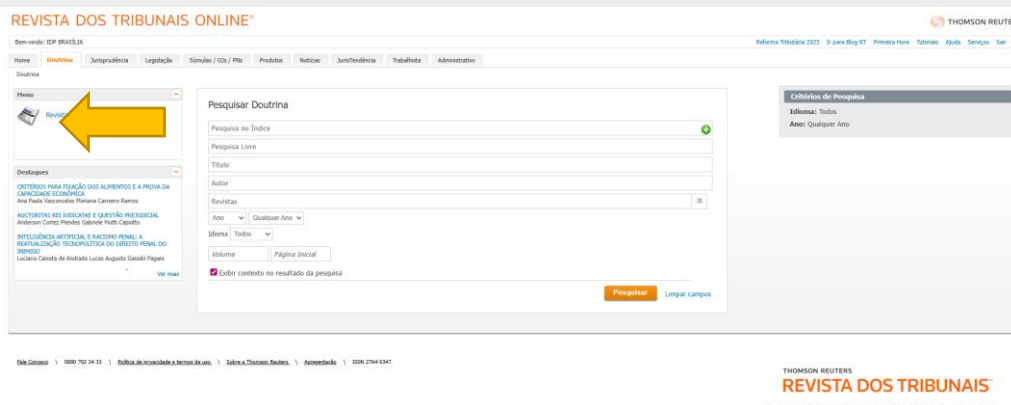 REVISTA DOS TRIBUNAIS ONLINE®
THOMSON REUTE
Bem-vindo: IDP BRASÍLIA
Reforma Tributária 2023 Ir para Blog RT Primeira Hora Tutoriais Ajuda Serviços Sair
Home Doutrina Jurisprudência Legislação Súmulas / OJs / PNs Produtos Notícias JurisTendência Trabalhista Administrativo
Doutrina
Menu
Revista
Destaques
CRITÉRIOS PARA FIXAÇÃO DOS ALIMENTOS E A PROVA DA
CAPACIDADE ECONÔMICA
Ana Paula Vasconcelos Mariana Carneiro Ramos
AUCTORITAS REI IUDICATAE E QUESTÃO PREJUDICIAL
Anderson Cortez Mendes Gabriele Mutti Capiotto
INTELIGÊNCIA ARTIFICIAL E RACISMO PENAL: A
REATUALIZAÇÃO TECNOPOLÍTICA DO DIREITO PENAL DO
INIMIGO
Luciana Caixeta de Andrade Lucas Augusto Gaioski Pagani
Ver mais
Pesquisar Doutrina
Pesquisa no Índice
Pesquisa Livre
Título
Autor
Revistas
Ano Qualquer Ano
Idioma Todos
Volume Página Inicial
Exibir contexto no resultado da pesquisa
Pesquisar Limpar campos
Critérios de Pesquisa
Idioma: Todos
Ano: Qualquer Ano
Fale Conosco \ 0800 702 24 33 \ Política de privacidade e termos de uso \ Sobre a Thomson Reuters \ Apresentação \ ISSN 2764-5347
THOMSON REUTERS
REVISTA DOS TRIBUNAIS